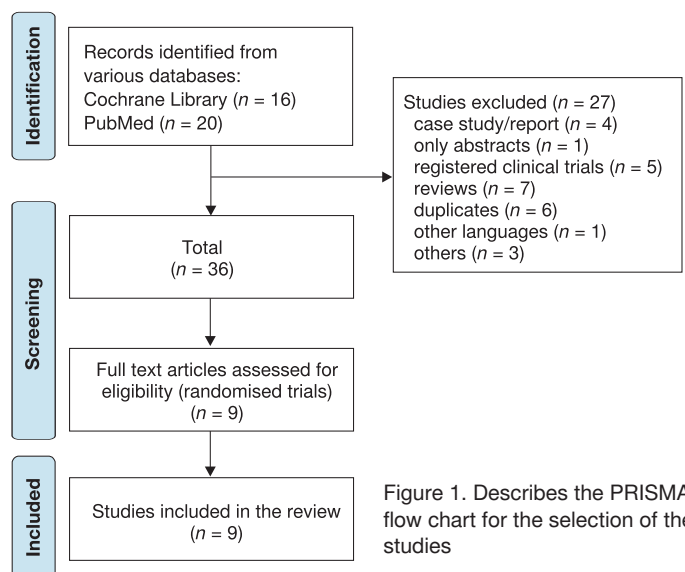 Identification
Records identified from
various databases:
Cochrane Library (n = 16)
PubMed (n = 20)
Studies excluded (n = 27)
case study/report (n = 4)
only abstracts (n = 1)
registered clinical trials (n = 5)
reviews (n = 7)
duplicates (n = 6)
other languages (n = 1)
others (n = 3)
Screening
Total
(n = 36)
Full text articles assessed for
eligibility (randomised trials)
(n = 9)
Included
Studies included in the review
(n = 9)
Figure 1. Describes the PRISMA
flow chart for the selection of the
studies